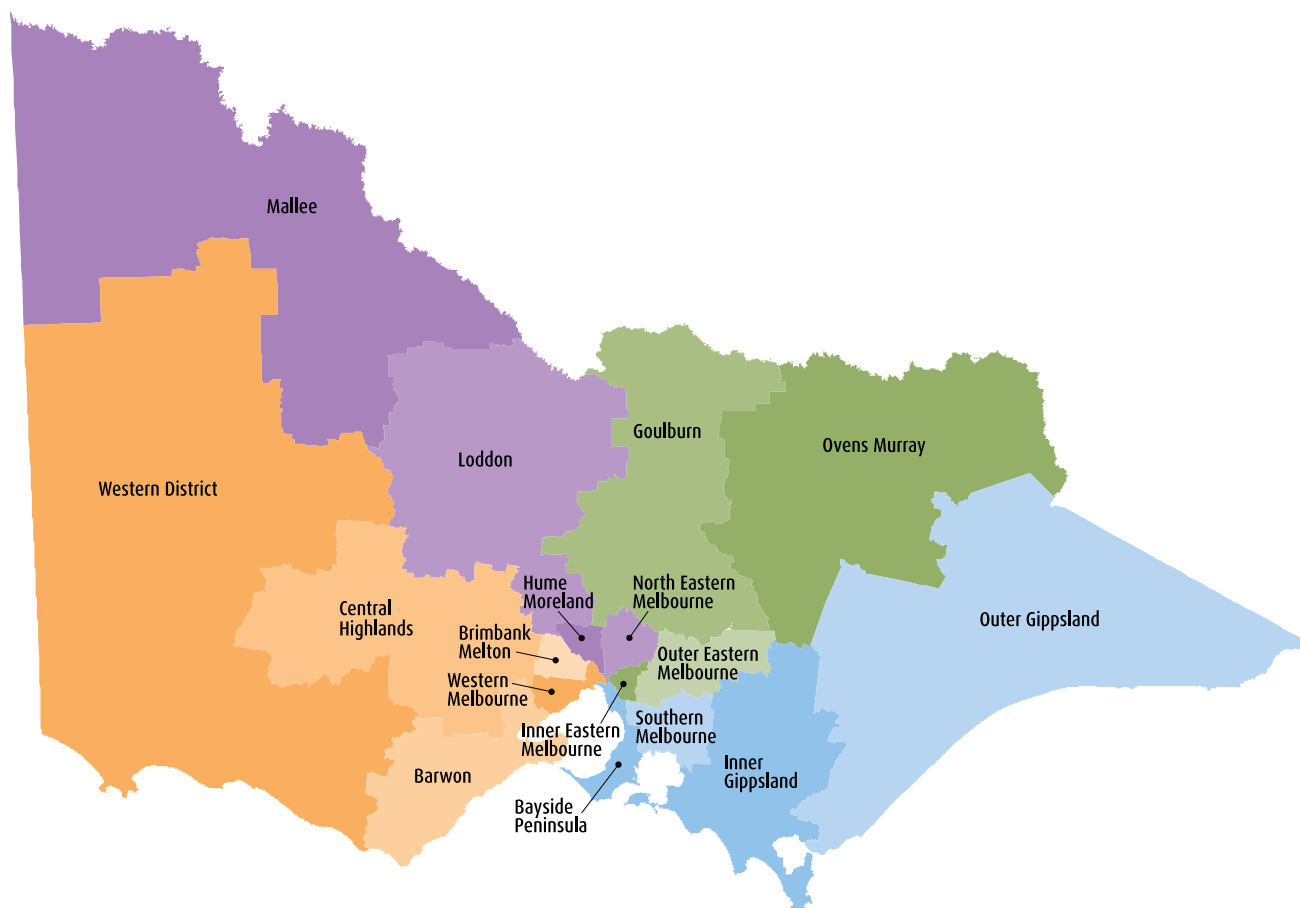 Mallee
Goulburn
Ovens Murray
Loddon
Western District
Hume
Moreland
North Eastern
Melbourne
Central
Highlands
Outer Gippsland
Brimbank
Melton
Outer Eastern
Melbourne
Western
Melbourne
Inner Eastern
Melbourne
Southern
Melbourne
Barwon
Inner
Gippsland
Bayside
Peninsula